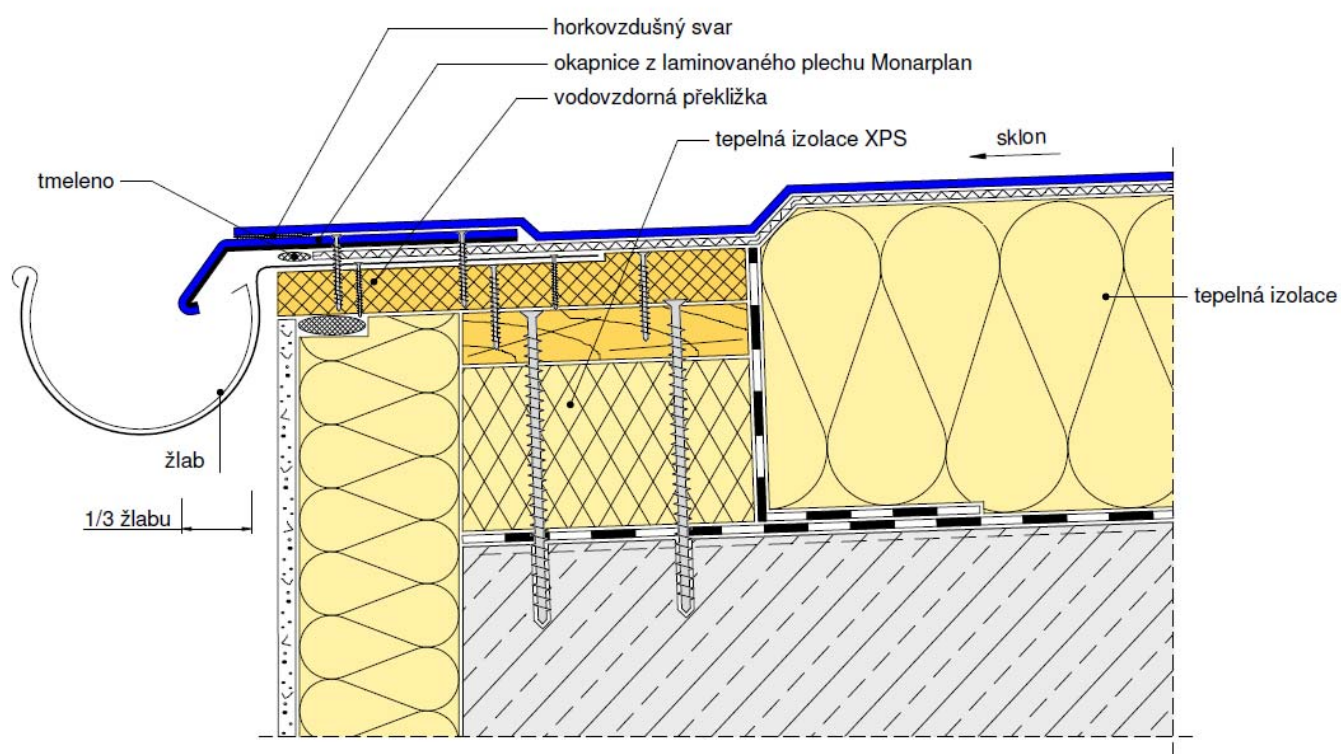 horkovzdušný svar
okapnice z laminovaného plechu Monarplan
vodovzdorná překližka
tepelná izolace XPS
sklon
tmeleno
tepelná izolace
žlab
1/3 žlabu